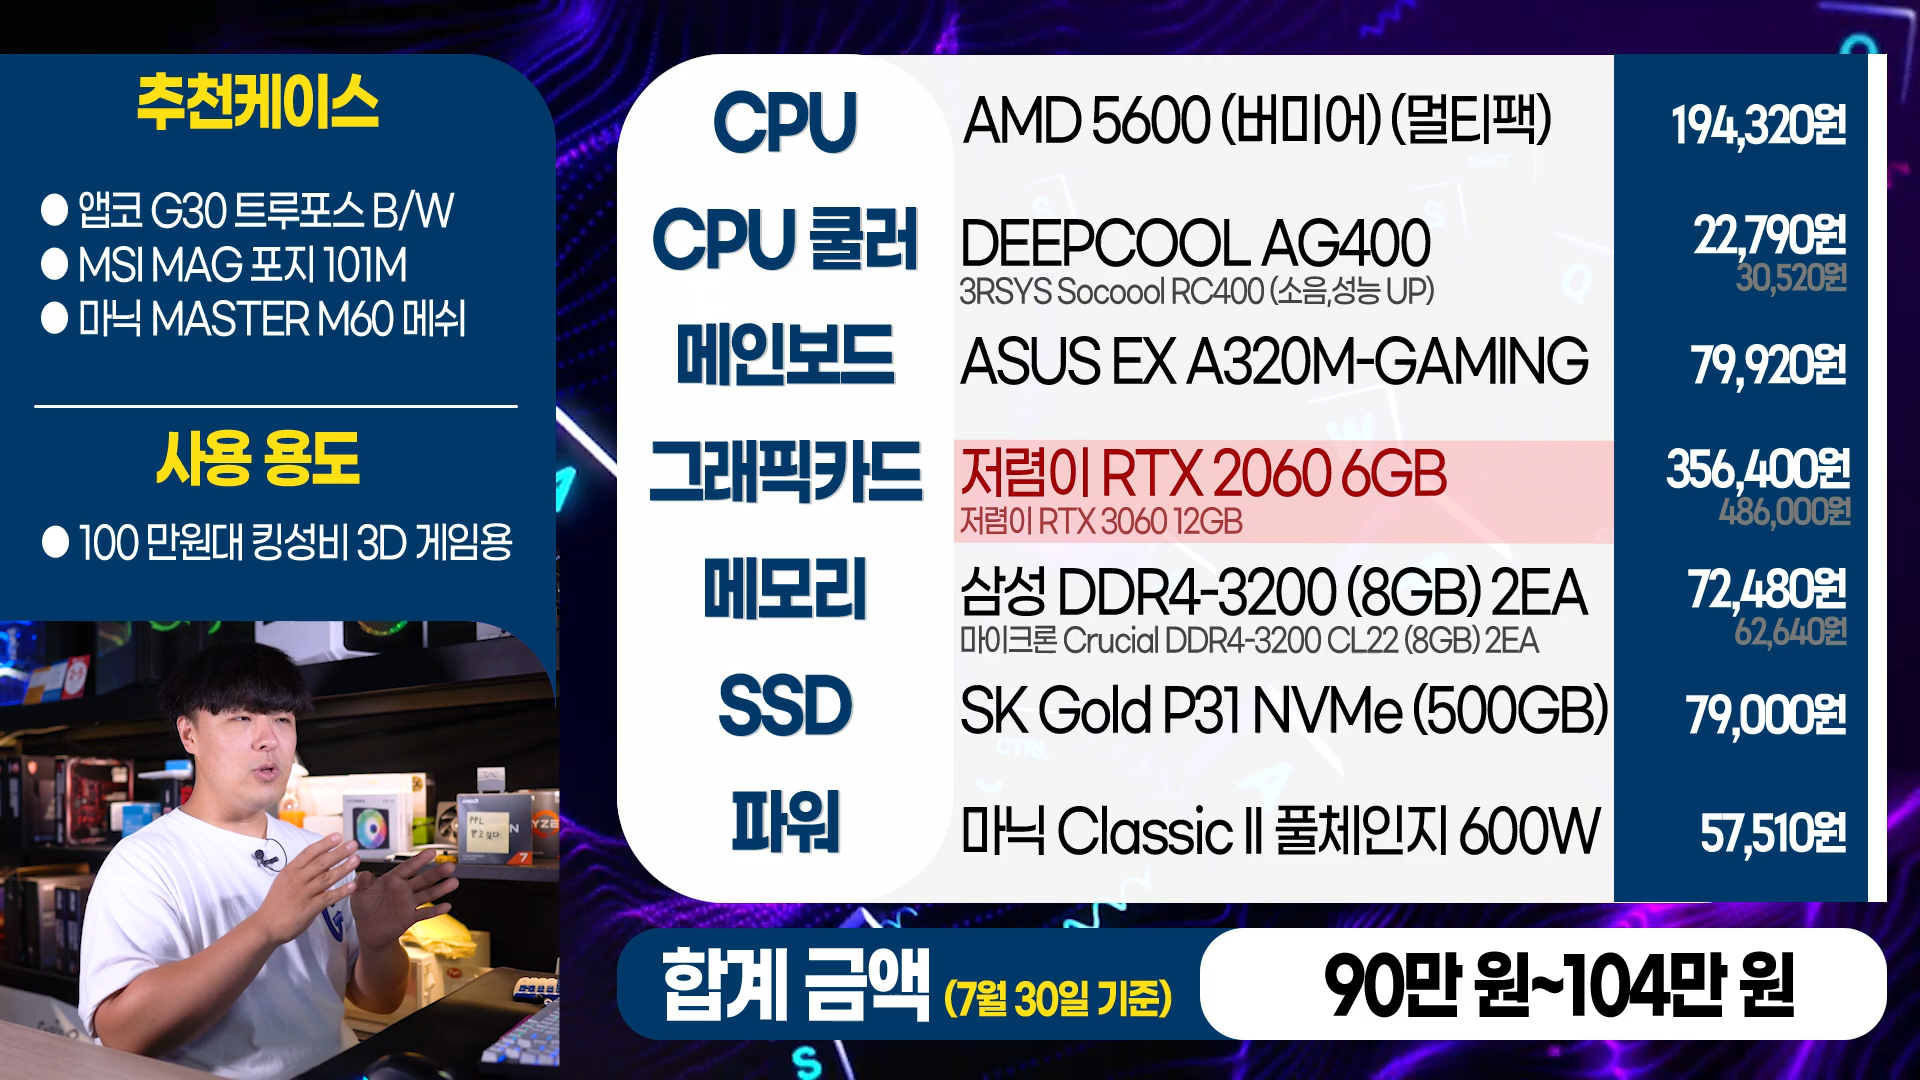 추천케이스
● 앱코 G30 트루포스 B/W
● MSI MAG 포지 101M
● 마닉 MASTER M60 메쉬
사용 용도
● 100 만원대 킹성비 3D 게임용
CPU AMD 5600 (버미어) (멀티팩) 194,320원
CPU 쿨러 DEEPCOOL AG400 22,790원
3RSYS Socoool RC400 (소음,성능 UP) 30,520원
메인보드 ASUS EX A320M-GAMING 79,920원
그래픽카드 저렴이 RTX 2060 6GB 356,400원
저렴이 RTX 3060 12GB 486,000원
메모리 삼성 DDR4-3200 (8GB) 2EA 72,480원
마이크론 Crucial DDR4-3200 CL22 (8GB) 2EA 62,640원
SSD SK Gold P31 NVMe (500GB) 79,000원
파워 마닉 Classic II 풀체인지 600W 57,510원
합계 금액 (7월 30일 기준) 90만 원~104만 원
PPL
받고 싶다.
7